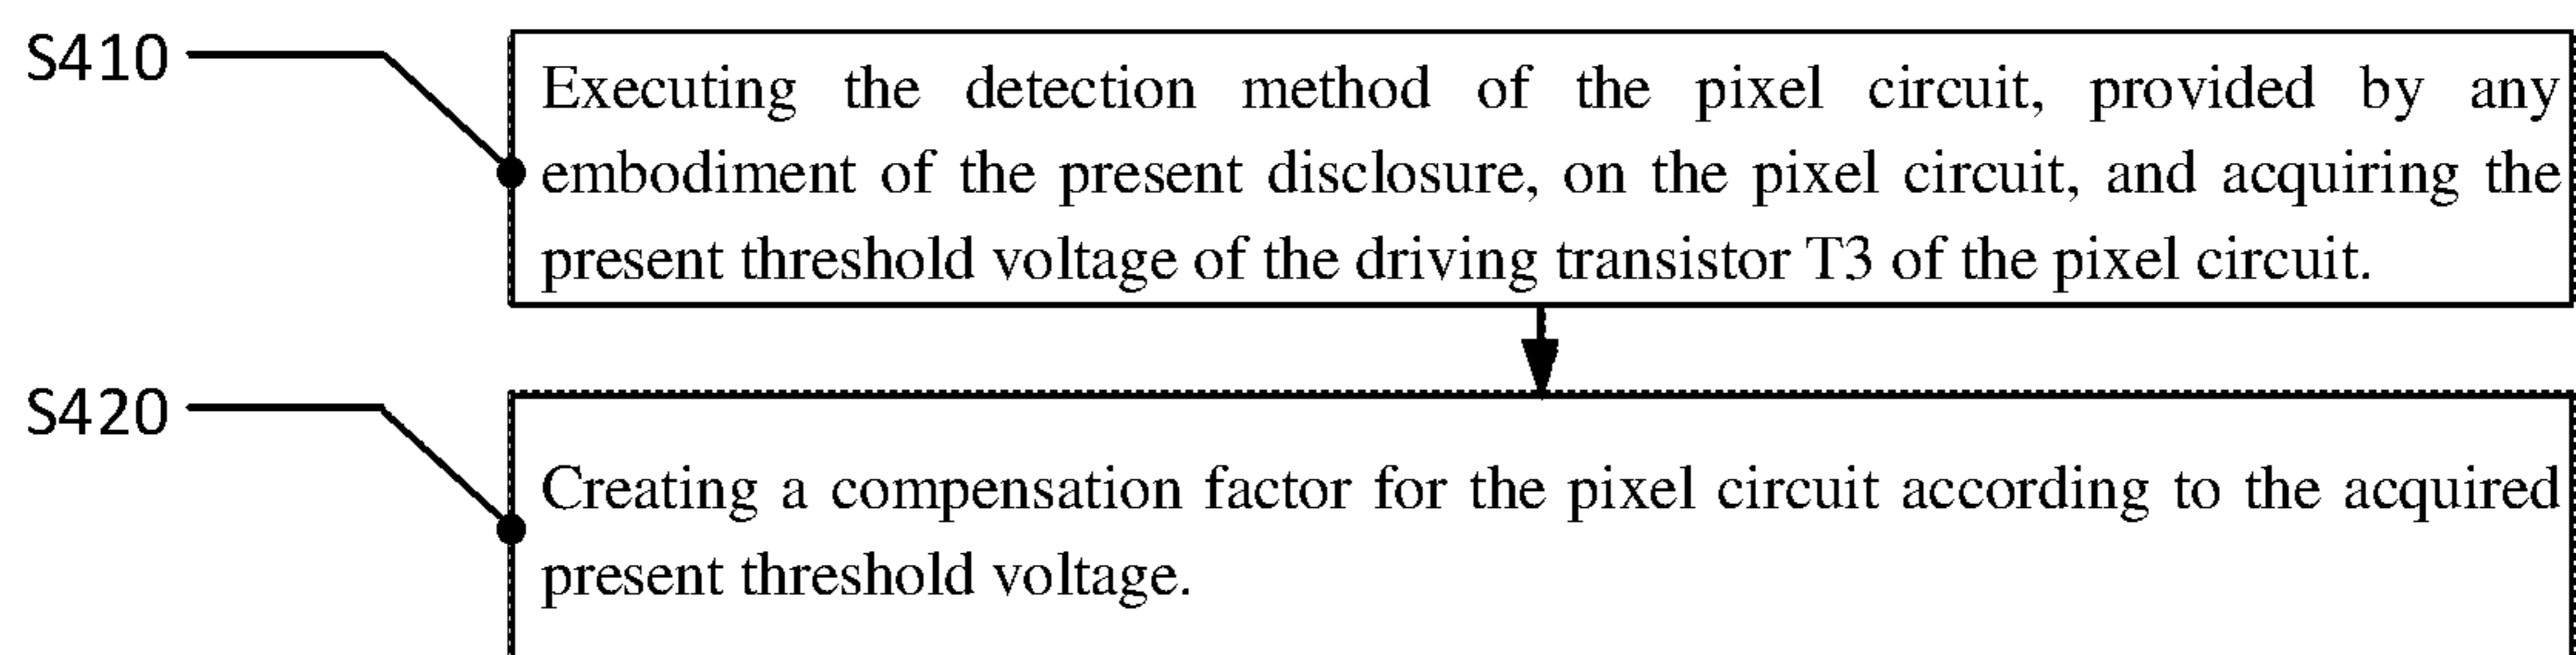 S410
Executing the detection method of the pixel circuit, provided by any
embodiment of the present disclosure, on the pixel circuit, and acquiring the
present threshold voltage of the driving transistor T3 of the pixel circuit.
S420
Creating a compensation factor for the pixel circuit according to the acquired
present threshold voltage.